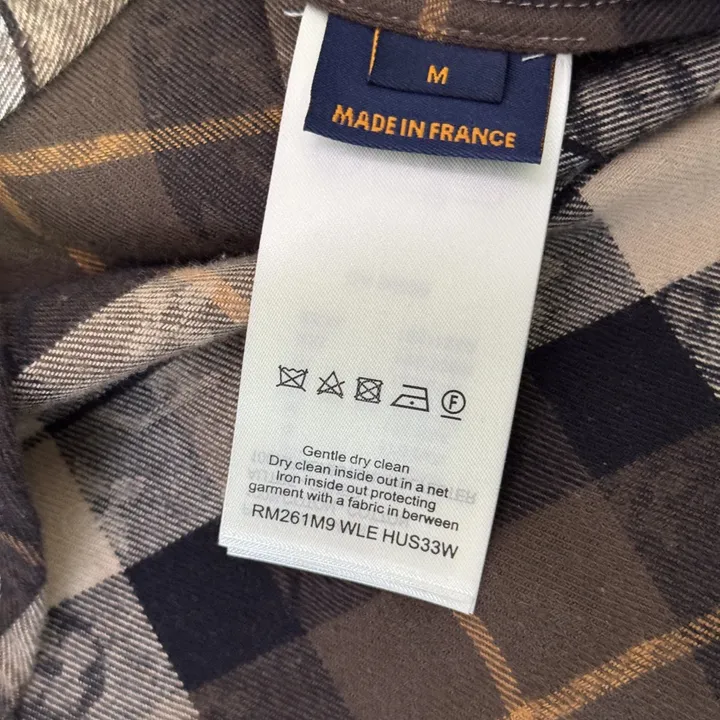 M
MADE IN FRANCE
F
Gentle dry clean
Dry clean inside out in a net
Iron inside out protecting
garment with a fabric in berween
RM261M9 WLE HUS33W